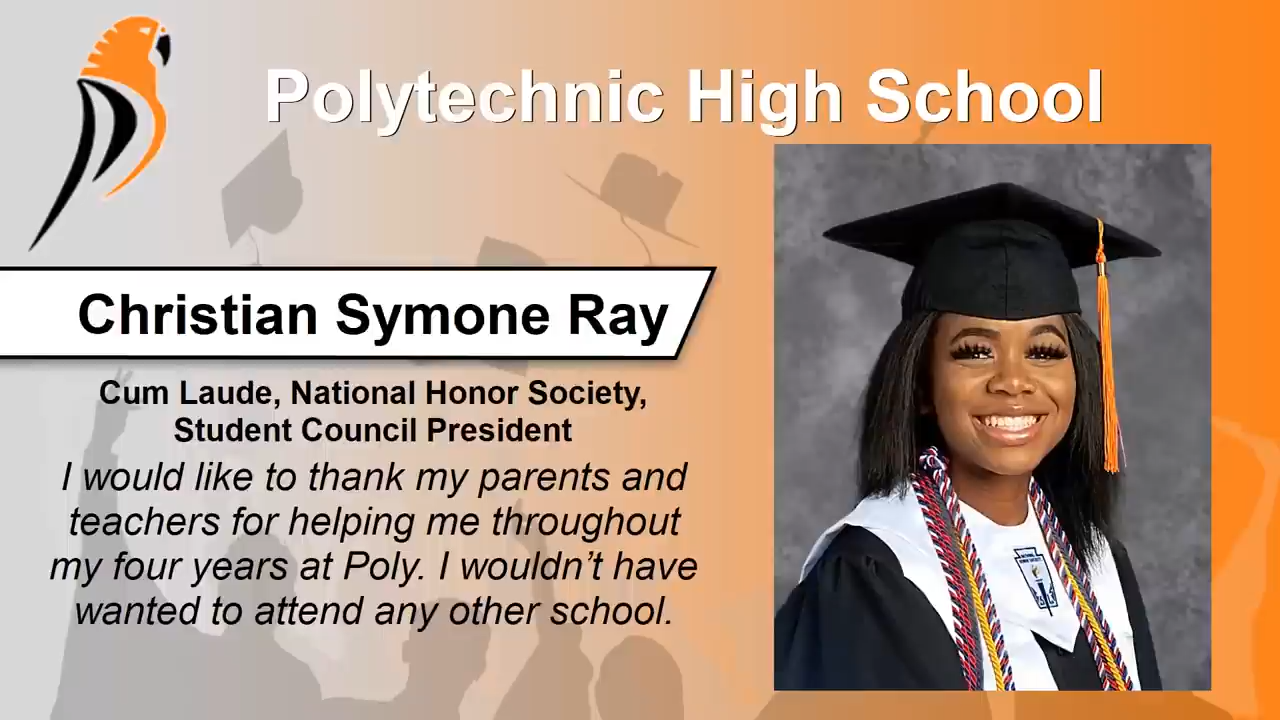 Polytechnic High School
Christian Symone Ray
Cum Laude, National Honor Society,
Student Council President
I would like to thank my parents and
teachers for helping me throughout
my four years at Poly. I wouldn’t have
wanted to attend any other school.